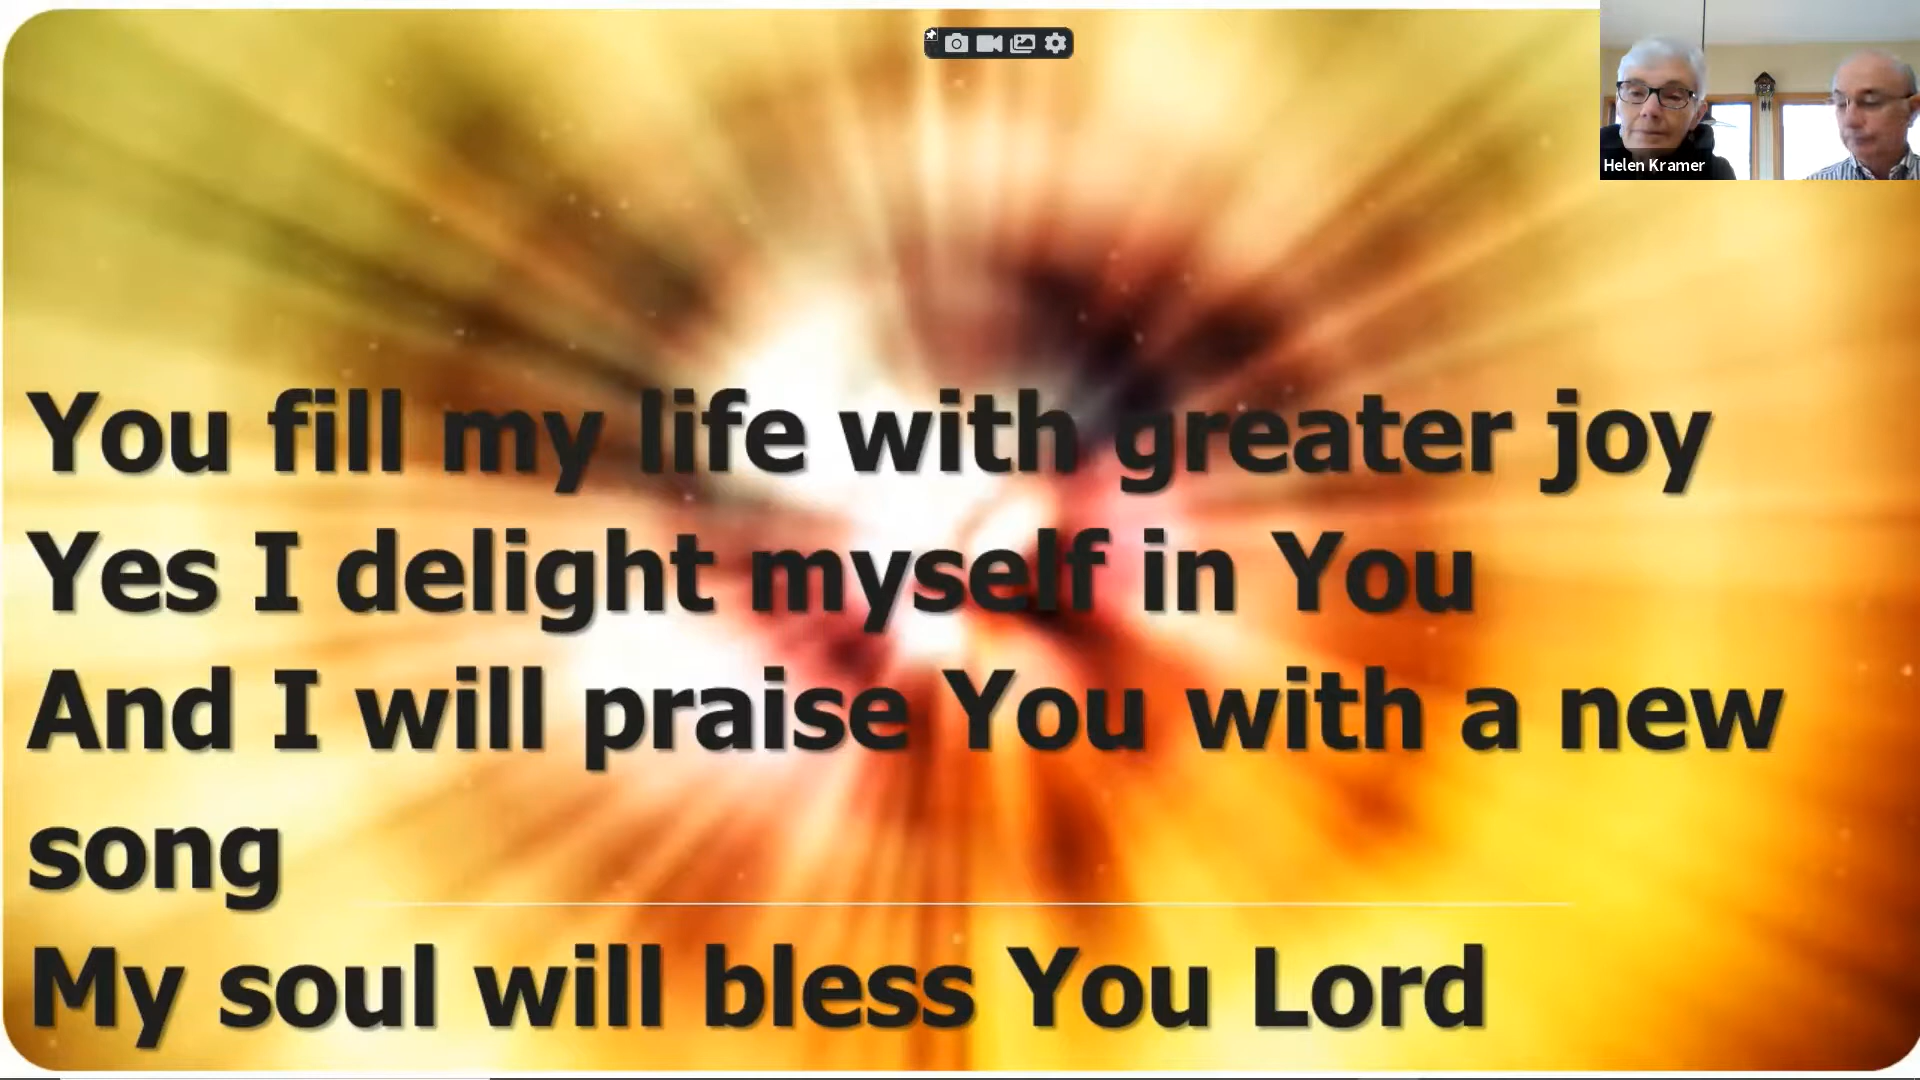 Helen Kramer
You fill my life with greater joy
Yes I delight myself in You
And I will praise You with a new
song
My soul will bless You Lord